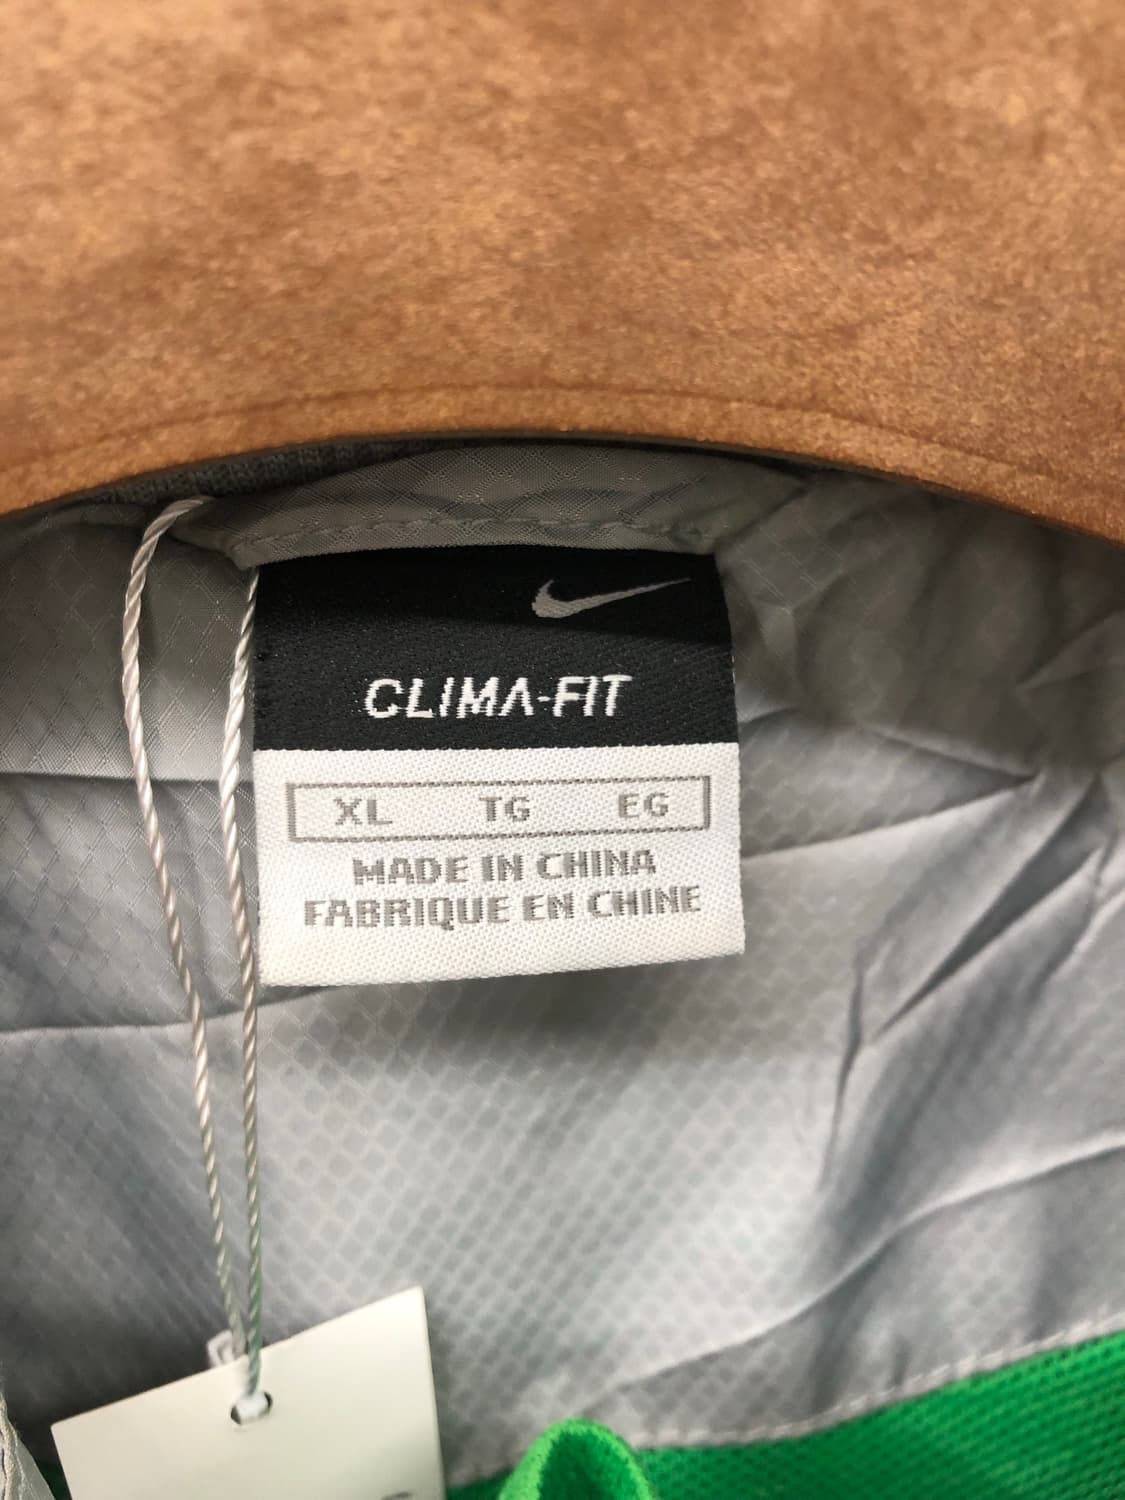 CLIMA-FIT
XL TG EG
MADE IN CHINA
FABRIQUE EN CHINE